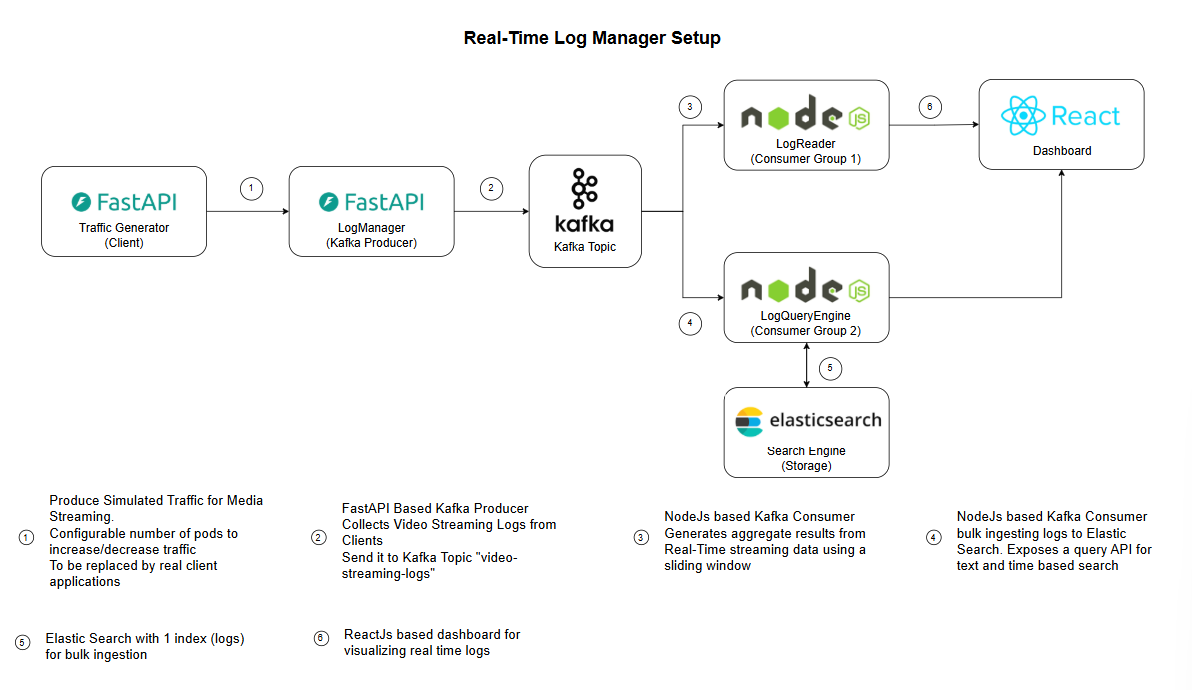 Real-Time Log Manager Setup
3
node
JS
LogReader
(Consumer Group 1)
6
React
Dashboard
FastAPI
Traffic Generator
(Client)
1
FastAPI
LogManager
(Kafka Producer)
2
kafka
Kafka Topic
4
node
JS
LogQueryEngine
(Consumer Group 2)
5
elasticsearch
Search Engine
(Storage)
1
Produce Simulated Traffic for Media
Streaming.
Configurable number of pods to
increase/decrease traffic
To be replaced by real client
applications
2
FastAPI Based Kafka Producer
Collects Video Streaming Logs from
Clients
Send it to Kafka Topic "video-
streaming-logs"
3
NodeJs based Kafka Consumer
Generates aggregate results from
Real-Time streaming data using a
sliding window
4
NodeJs based Kafka Consumer
bulk ingesting logs to Elastic
Search. Exposes a query API for
text and time based search
5
Elastic Search with 1 index (logs)
for bulk ingestion
6
ReactJs based dashboard for
visualizing real time logs